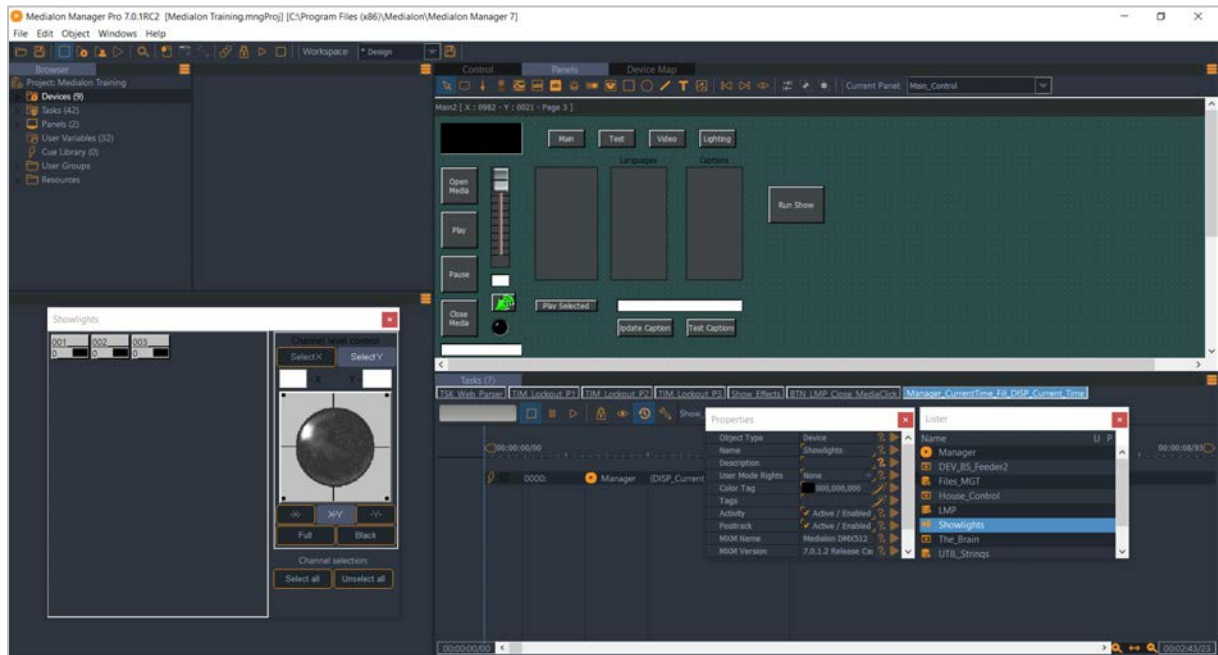 Medialon Manager Pro 7.0.1RC2 [Medialon Training.mngProj] [C:\Program Files (x86)\Medialon\Medialon Manager 7]
File Edit Object Windows Help
Workspace * Design
Browser
Project: Medialon Training
Devices (9)
Tasks (42)
Panels (2)
User Variables (32)
Cue Library (0)
User Groups
Resources
Control Panels Device Map
Current Panel: Main_Control
Main2 [ X : 0982 - Y : 0021 - Page 3 ]
Main Test Video Lighting
Languages Captions
Open Media
Play
Pause
Close Media
Run Show
Play Selected
Update Caption Test Caption
Showlights
001 002 003
0 0 0
Channel level control
Select X Select Y
X Y
-X- X-Y -Y-
Full Black
Channel selection:
Select all Unselect all
Tasks (7)
TSK_Web_Parser TIM_Lockout_P1 TIM_Lockout_P2 TIM_Lockout_P3 Show_Effects BTN_LMP_Close_MediaClick Manager_CurrentTime_Fill_DISP_Current_Time
Show
00:00:00/00
00:00:08/93
0000: Manager (DISP_Current
Properties
Object Type Device
Name Showlights
Description
User Mode Rights None
Color Tag 000,000,000
Tags
Activity Active / Enabled
Positrack Active / Enabled
MXM Name Medialon DMX512
MXM Version 7.0.1.2 Release Ca
Lister
Name U P
Manager
DEV_BS_Feeder2
Files_MGT
House_Control
LMP
Showlights
The_Brain
UTIL_Strings
00:00:00/00
00:02:43/23